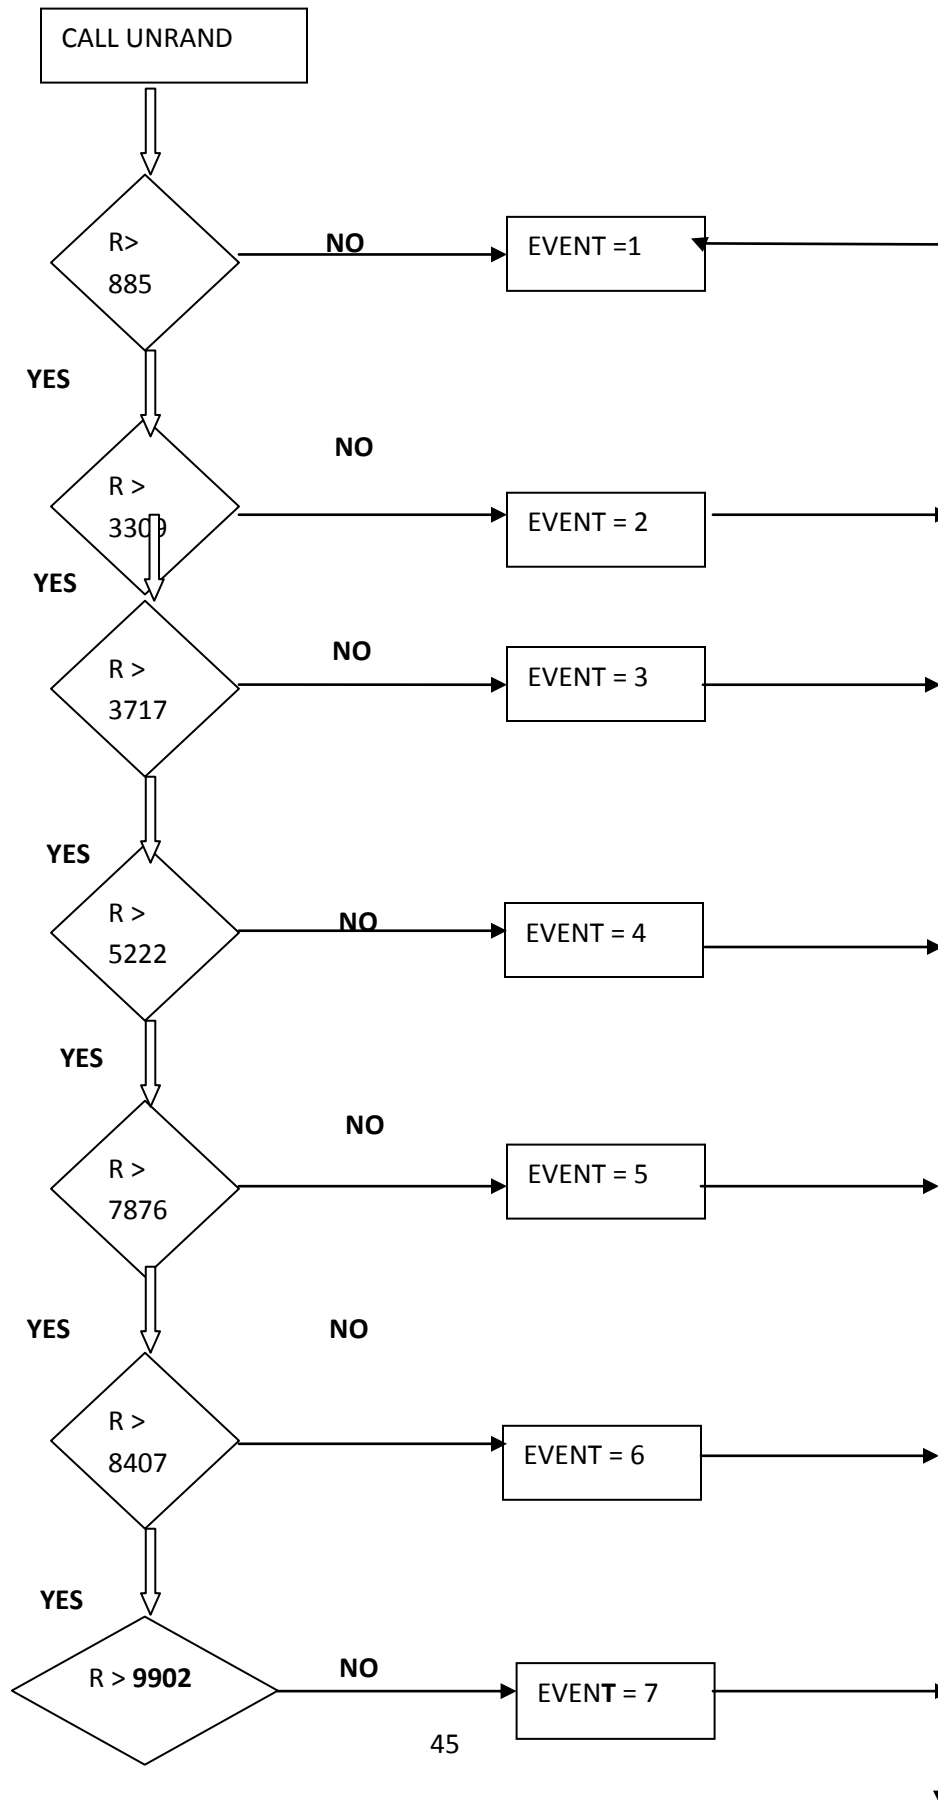 CALL UNRAND
R>
885
NO
EVENT =1
YES
R >
3309
NO
EVENT = 2
YES
R >
3717
NO
EVENT = 3
YES
R >
5222
NO
EVENT = 4
YES
R >
7876
NO
EVENT = 5
YES
NO
R >
8407
EVENT = 6
YES
R > 9902
NO
EVENT = 7
45